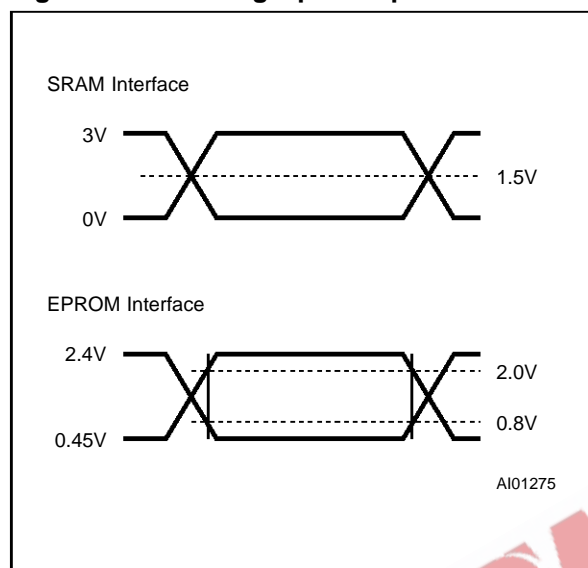 SRAM Interface
3V
1.5V
0V
EPROM Interface
2.4V
2.0V
0.8V
0.45V
AI01275